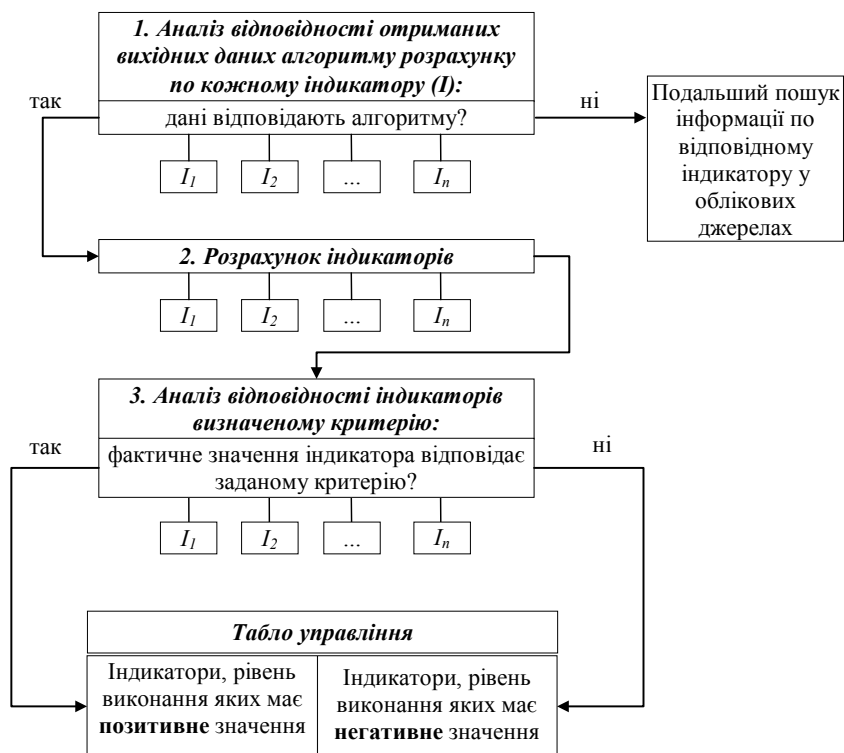 1. Аналіз відповідності отриманих
вихідних даних алгоритму розрахунку
по кожному індикатору (I):
так
ні
дані відповідають алгоритму?
I1 I2 ... In
Подальший пошук
інформації по
відповідному
індикатору у
облікових
джерелах
2. Розрахунок індикаторів
I1 I2 ... In
3. Аналіз відповідності індикаторів
визначеному критерію:
так
ні
фактичне значення індикатора відповідає
заданому критерію?
I1 I2 ... In
Табло управління
Індикатори, рівень
виконання яких має
позитивне значення
Індикатори, рівень
виконання яких має
негативне значення